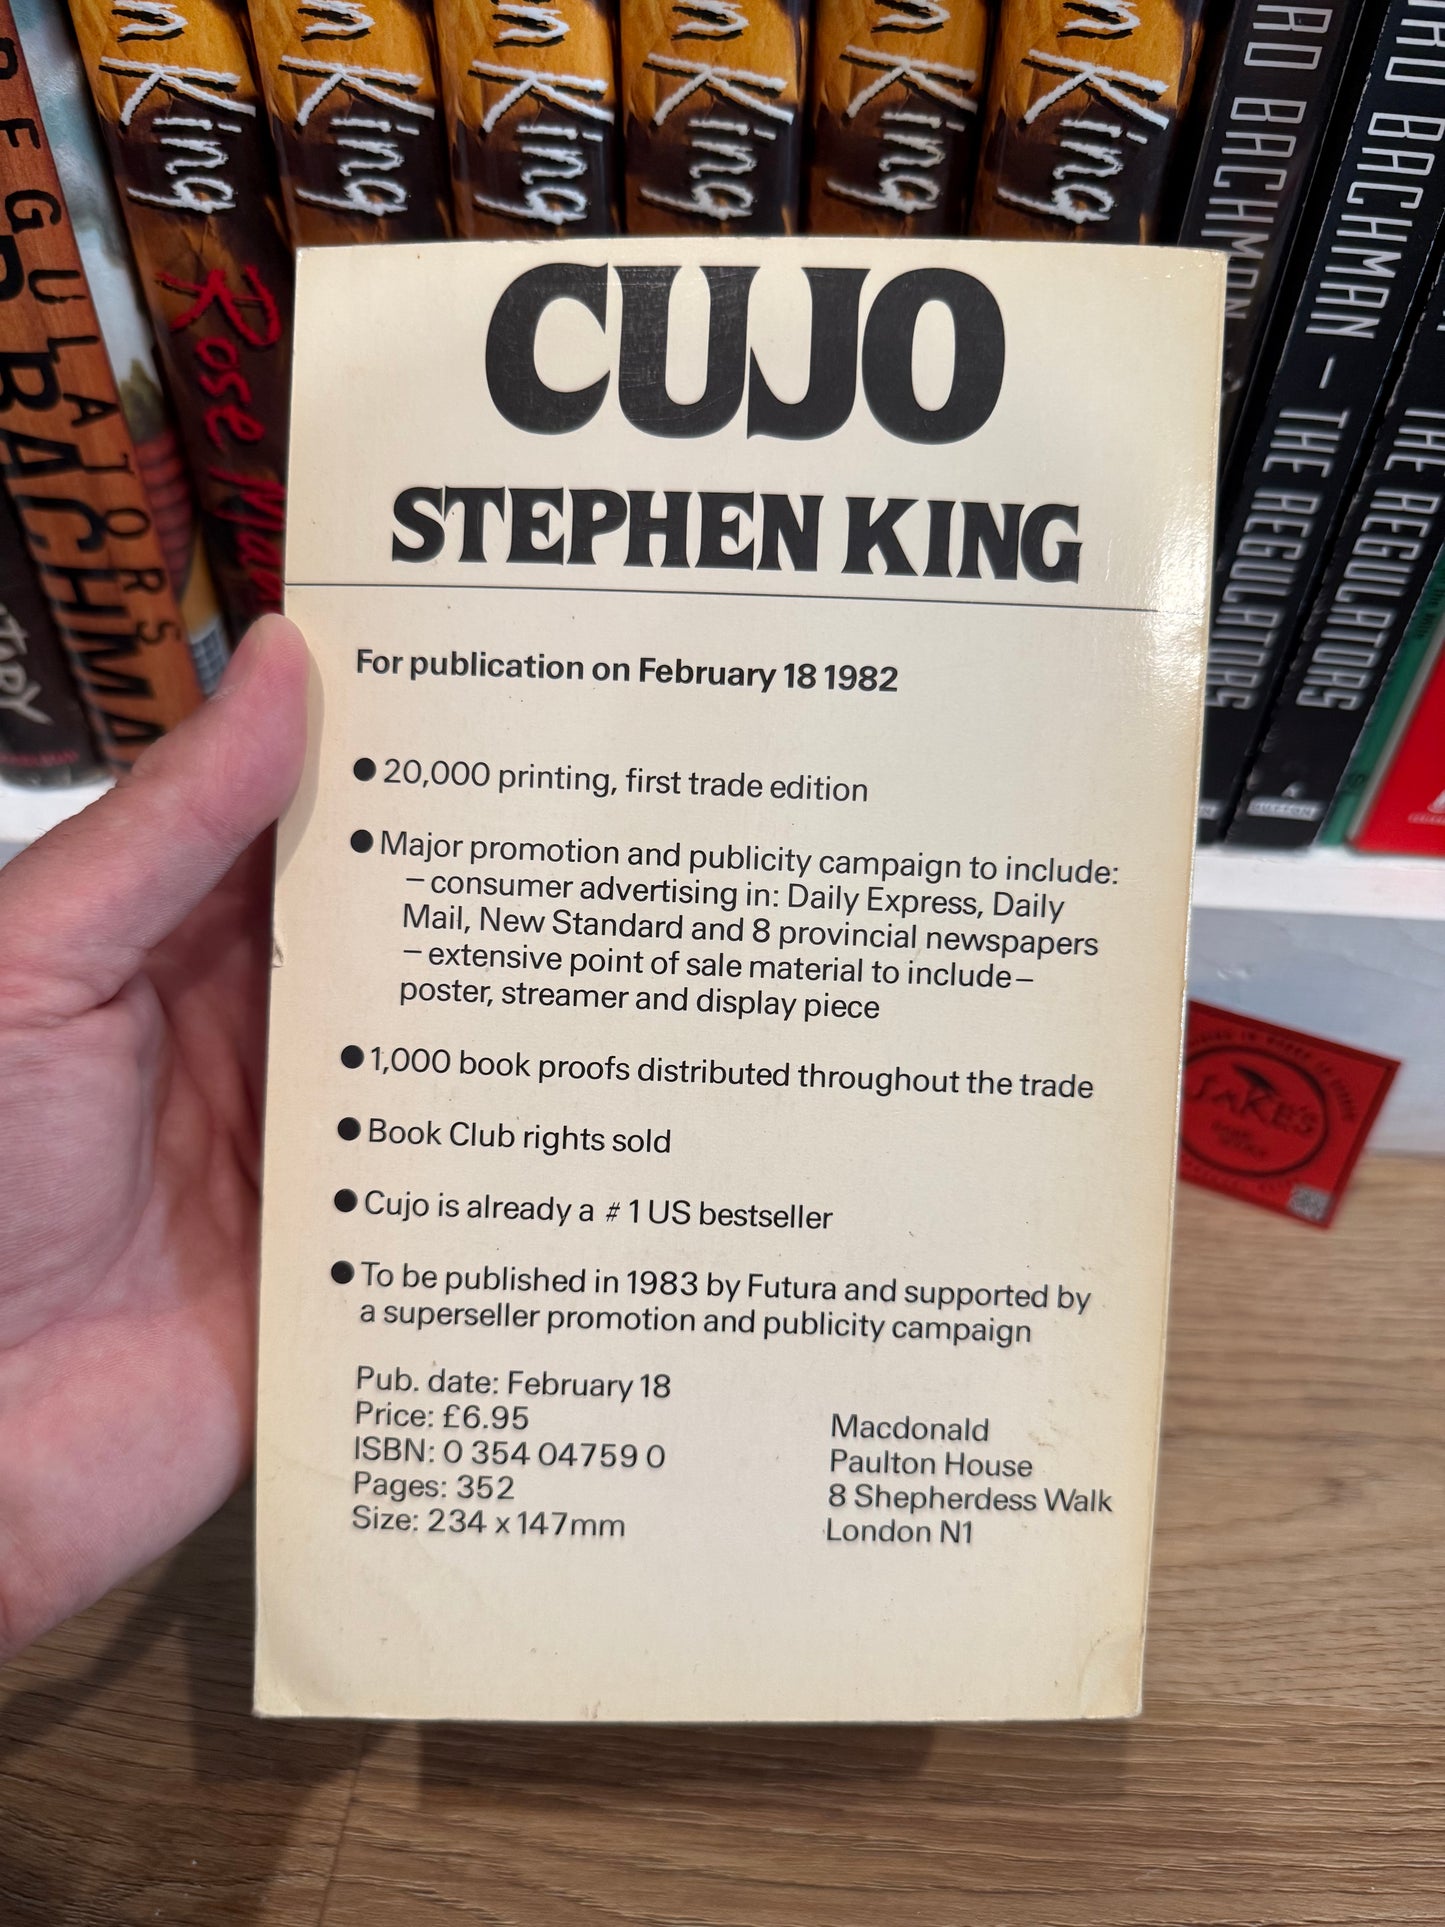 King
King
King
King
King
King
Rose
REGULATORS
BACHMAN
BACHMAN
BACHMAN – THE REGULATORS
THE REGULATORS
DUTTON
CUJO
STEPHEN KING
For publication on February 18 1982
● 20,000 printing, first trade edition
● Major promotion and publicity campaign to include:
– consumer advertising in: Daily Express, Daily
Mail, New Standard and 8 provincial newspapers
– extensive point of sale material to include –
poster, streamer and display piece
● 1,000 book proofs distributed throughout the trade
● Book Club rights sold
● Cujo is already a # 1 US bestseller
● To be published in 1983 by Futura and supported by
a superseller promotion and publicity campaign
Pub. date: February 18
Price: £6.95
ISBN: 0 354 04759 0
Pages: 352
Size: 234 x 147mm
Macdonald
Paulton House
8 Shepherdess Walk
London N1
JAKE'S